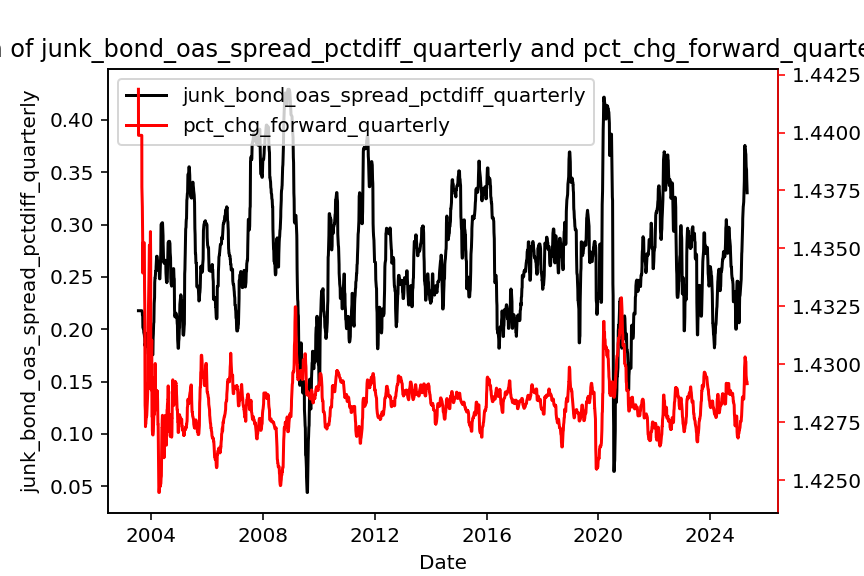 of junk_bond_oas_spread_pctdiff_quarterly and pct_chg_forward_quarte
junk_bond_oas_spread_pctdiff_quarterly
pct_chg_forward_quarterly
junk_bond_oas_spread_pctdiff_quarterly
0.40
0.35
0.30
0.25
0.20
0.15
0.10
0.05
1.4425
1.4400
1.4375
1.4350
1.4325
1.4300
1.4275
1.4250
2004 2008 2012 2016 2020 2024
Date